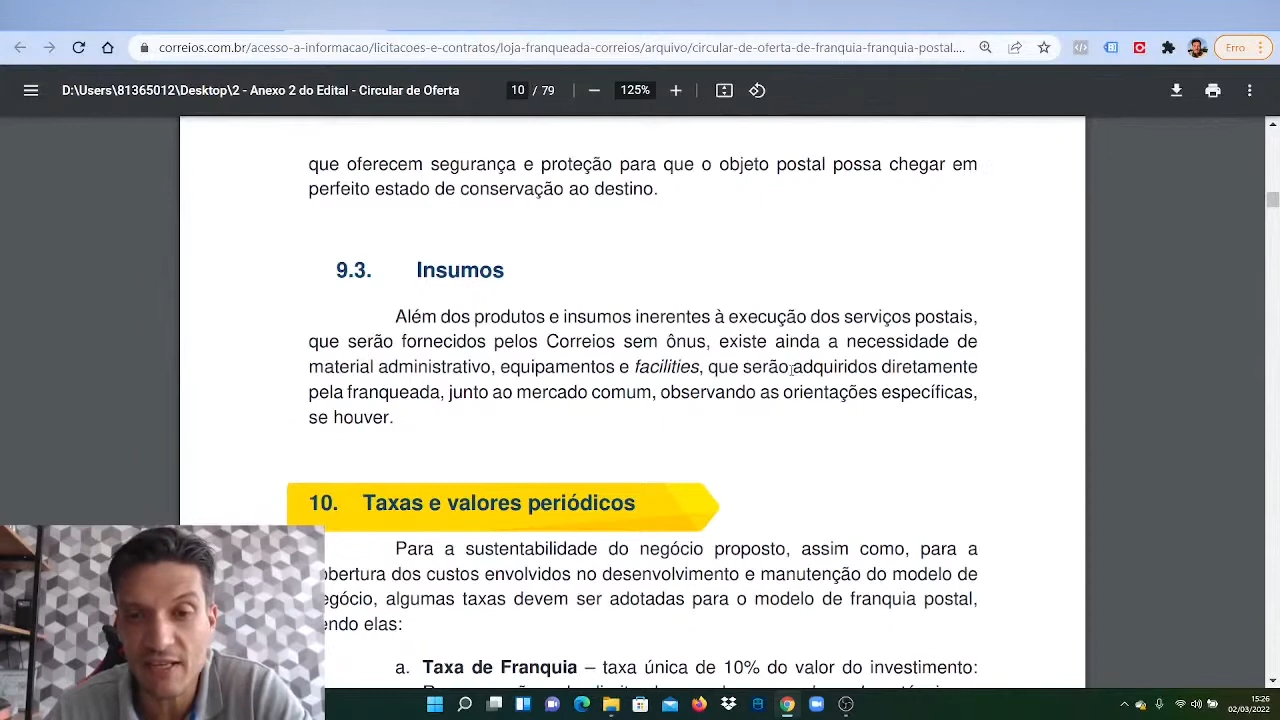 correios.com.br/acesso-a-informacao/licitacoes-e-contratos/loja-franqueada-correios/arquivo/circular-de-oferta-de-franquia-franquia-postal....
Erro
D:\Users\81365012\Desktop\2 - Anexo 2 do Edital - Circular de Oferta
10 / 79
125%
que oferecem segurança e proteção para que o objeto postal possa chegar em
perfeito estado de conservação ao destino.
9.3. Insumos
Além dos produtos e insumos inerentes à execução dos serviços postais,
que serão fornecidos pelos Correios sem ônus, existe ainda a necessidade de
material administrativo, equipamentos e facilities, que serão adquiridos diretamente
pela franqueada, junto ao mercado comum, observando as orientações específicas,
se houver.
10. Taxas e valores periódicos
Para a sustentabilidade do negócio proposto, assim como, para a
obertura dos custos envolvidos no desenvolvimento e manutenção do modelo de
egócio, algumas taxas devem ser adotadas para o modelo de franquia postal,
endo elas:
a. Taxa de Franquia – taxa única de 10% do valor do investimento:
15:26
02/03/2022